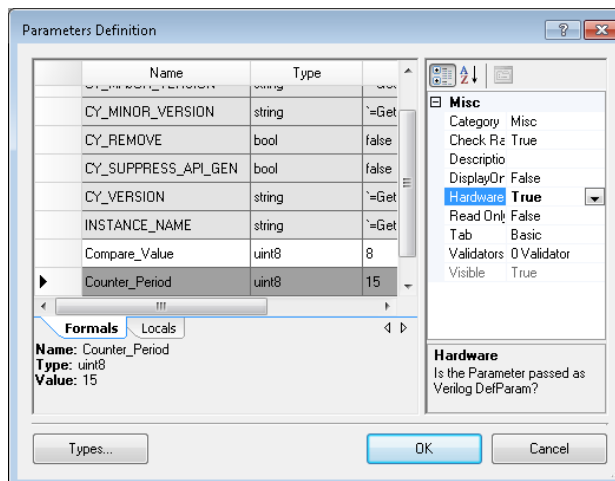 Parameters Definition
Name Type
CY_MINOR_VERSION string `=Get
CY_REMOVE bool false
CY_SUPPRESS_API_GEN bool false
CY_VERSION string `=Get
INSTANCE_NAME string `=Get
Compare_Value uint8 8
Counter_Period uint8 15
Formals Locals
Name: Counter_Period
Type: uint8
Value: 15
Misc
Category Misc
Check Ra True
Descriptio
DisplayOr False
Hardware True
Read Only False
Tab Basic
Validators 0 Validator
Visible True
Hardware
Is the Parameter passed as
Verilog DefParam?
Types...
OK
Cancel